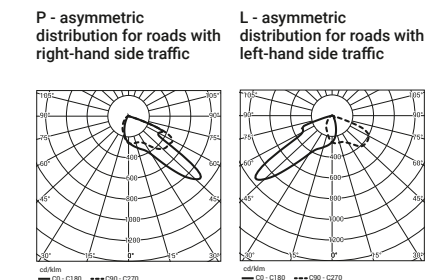 P - asymmetric
distribution for roads with
right-hand side traffic
105° 105°
90° 90°
75° 75°
60° 60°
45° 45°
400
600
800
1000
1200
30° 15° 0° 15° 30°
cd/klm
C0 - C180 C90 - C270
L - asymmetric
distribution for roads with
left-hand side traffic
105° 105°
90° 90°
75° 75°
60° 60°
45° 45°
400
600
800
1000
1200
30° 15° 0° 15° 30°
cd/klm
C0 - C180 C90 - C270